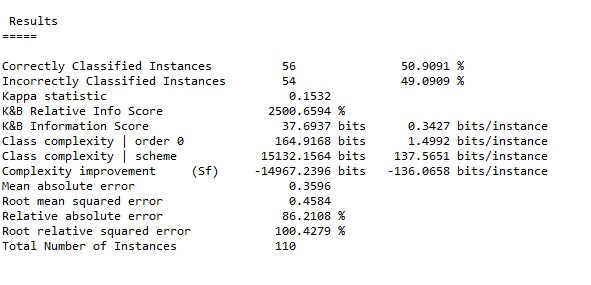 Results
=====
Correctly Classified Instances 56 50.9091 %
Incorrectly Classified Instances 54 49.0909 %
Kappa statistic 0.1532
K&B Relative Info Score 2500.6594 %
K&B Information Score 37.6937 bits 0.3427 bits/instance
Class complexity | order 0 164.9168 bits 1.4992 bits/instance
Class complexity | scheme 15132.1564 bits 137.5651 bits/instance
Complexity improvement (Sf) -14967.2396 bits -136.0658 bits/instance
Mean absolute error 0.3596
Root mean squared error 0.4584
Relative absolute error 86.2108 %
Root relative squared error 100.4279 %
Total Number of Instances 110